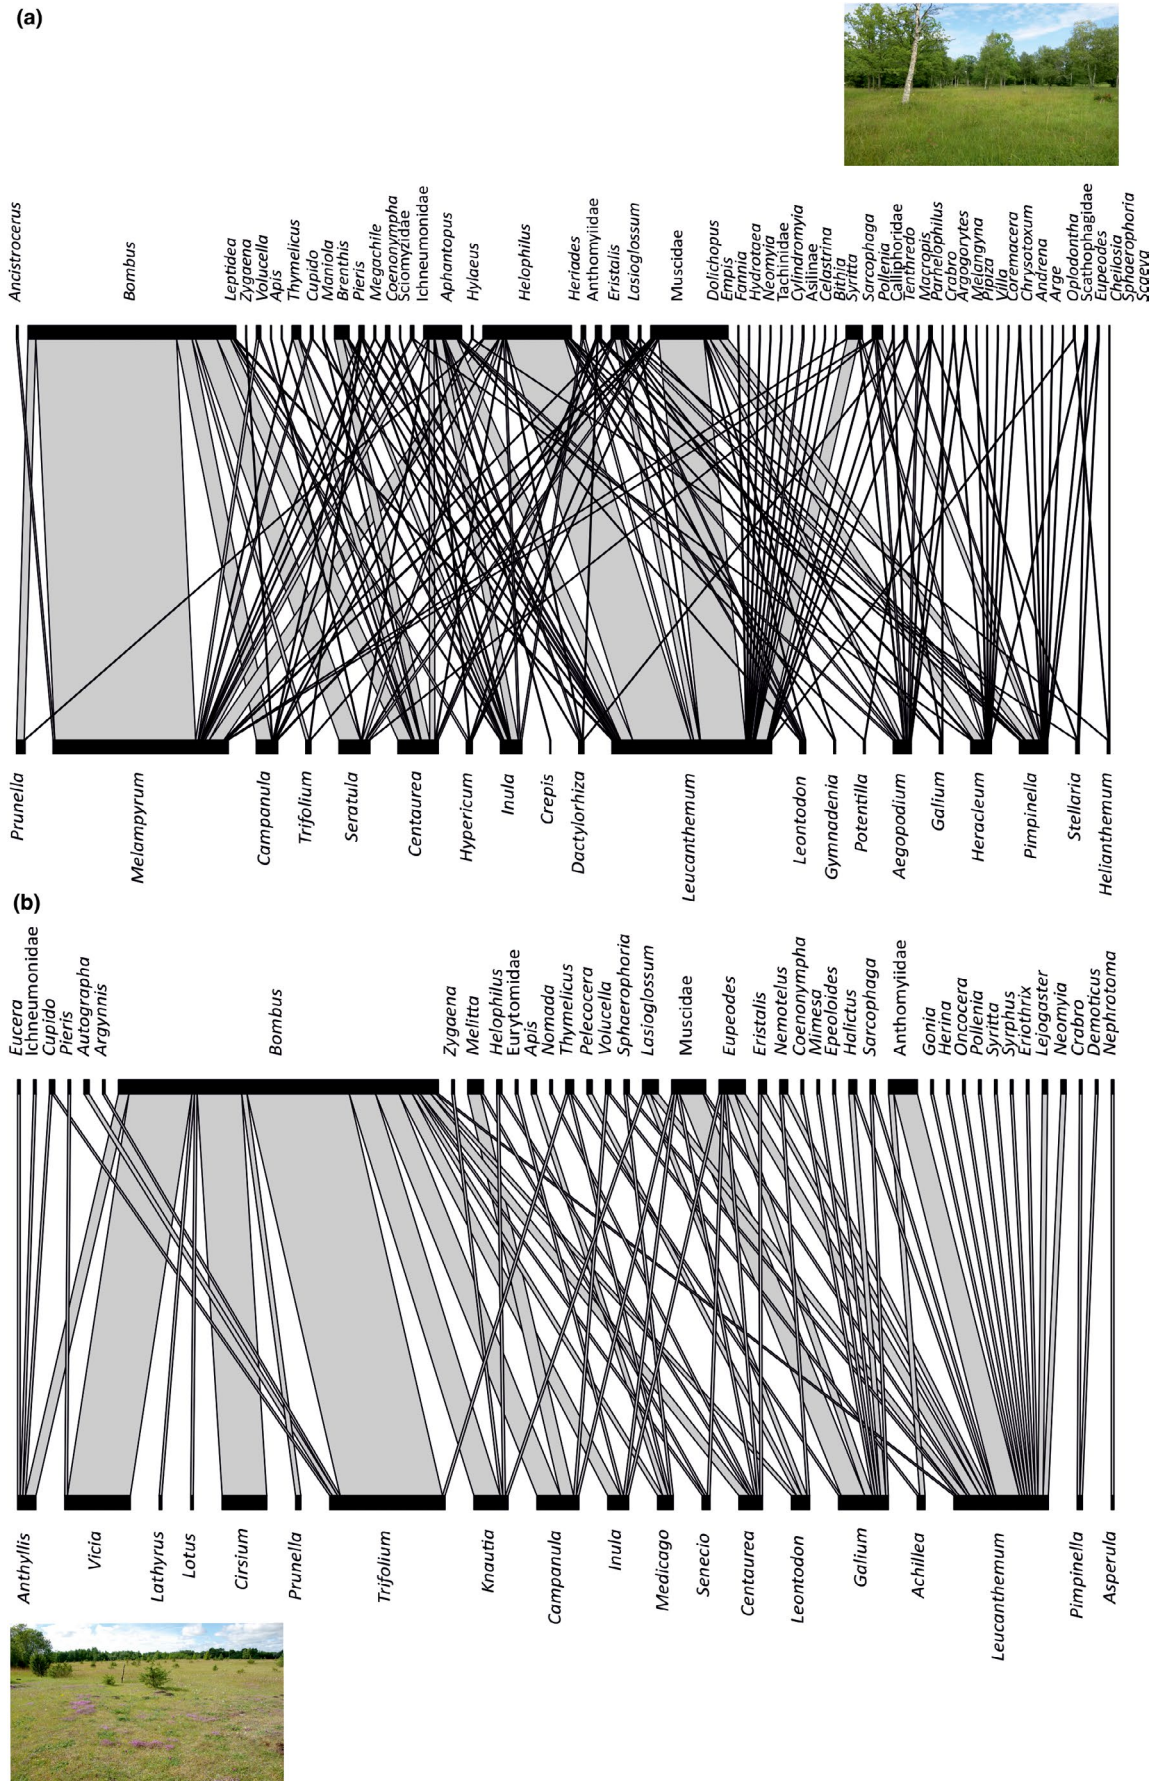 (a)
Ancistrocerus
Bombus
Leptidea
Zygaena
Volucella
Apis
Thymelicus
Cupido
Maniola
Brenthis
Pieris
Megachile
Coenonympha
Sciomyzidae
Ichneumonidae
Aphantopus
Hylaeus
Helophilus
Heriades
Anthomyiidae
Eristalis
Lasioglossum
Muscidae
Dolichopus
Empis
Fannia
Hydrotaea
Neomyia
Tachinidae
Cylindromyia
Asilinae
Celastrina
Bithita
Syritta
Sarcophaga
Pollenia
Calliphoridae
Tenthredo
Macropis
Parhelophilus
Crabro
Argogorytes
Melangyna
Pipiza
Villa
Coremacera
Chrysotoxum
Andrena
Arge
Oplodontha
Scathophagidae
Eupeodes
Cheilosia
Sphaerophoria
Scaeva
Prunella
Melampyrum
Campanula
Trifolium
Seratula
Centaurea
Hypericum
Inula
Crepis
Dactylorhiza
Leucanthemum
Leontodon
Gymnadenia
Potentilla
Aegopodium
Galium
Heracleum
Pimpinella
Stellaria
Helianthemum
(b)
Eucera
Ichneumonidae
Cupido
Pieris
Autographa
Argynnis
Bombus
Zygaena
Melitta
Helophilus
Eurytomidae
Apis
Nomada
Thymelicus
Pelecocera
Volucella
Sphaerophoria
Lasioglossum
Muscidae
Eupeodes
Eristalis
Nemotelus
Coenonympha
Mimesa
Epeoloides
Halictus
Sarcophaga
Anthomyiidae
Gonia
Herina
Oncocera
Pollenia
Syritta
Syrphus
Eriothrix
Lejogaster
Neomyia
Crabro
Demoticus
Nephrotoma
Anthyllis
Vicia
Lathyrus
Lotus
Cirsium
Prunella
Trifolium
Knautia
Campanula
Inula
Medicago
Senecio
Centaurea
Leontodon
Galium
Achillea
Leucanthemum
Pimpinella
Asperula